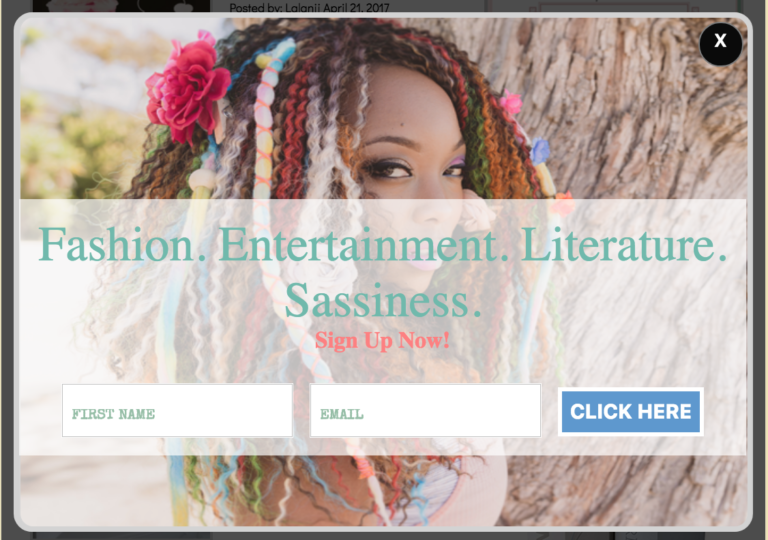 Posted by: Lalanii April 21, 2017
X
Fashion. Entertainment. Literature.
Sassiness.
Sign Up Now!
FIRST NAME
EMAIL
CLICK HERE